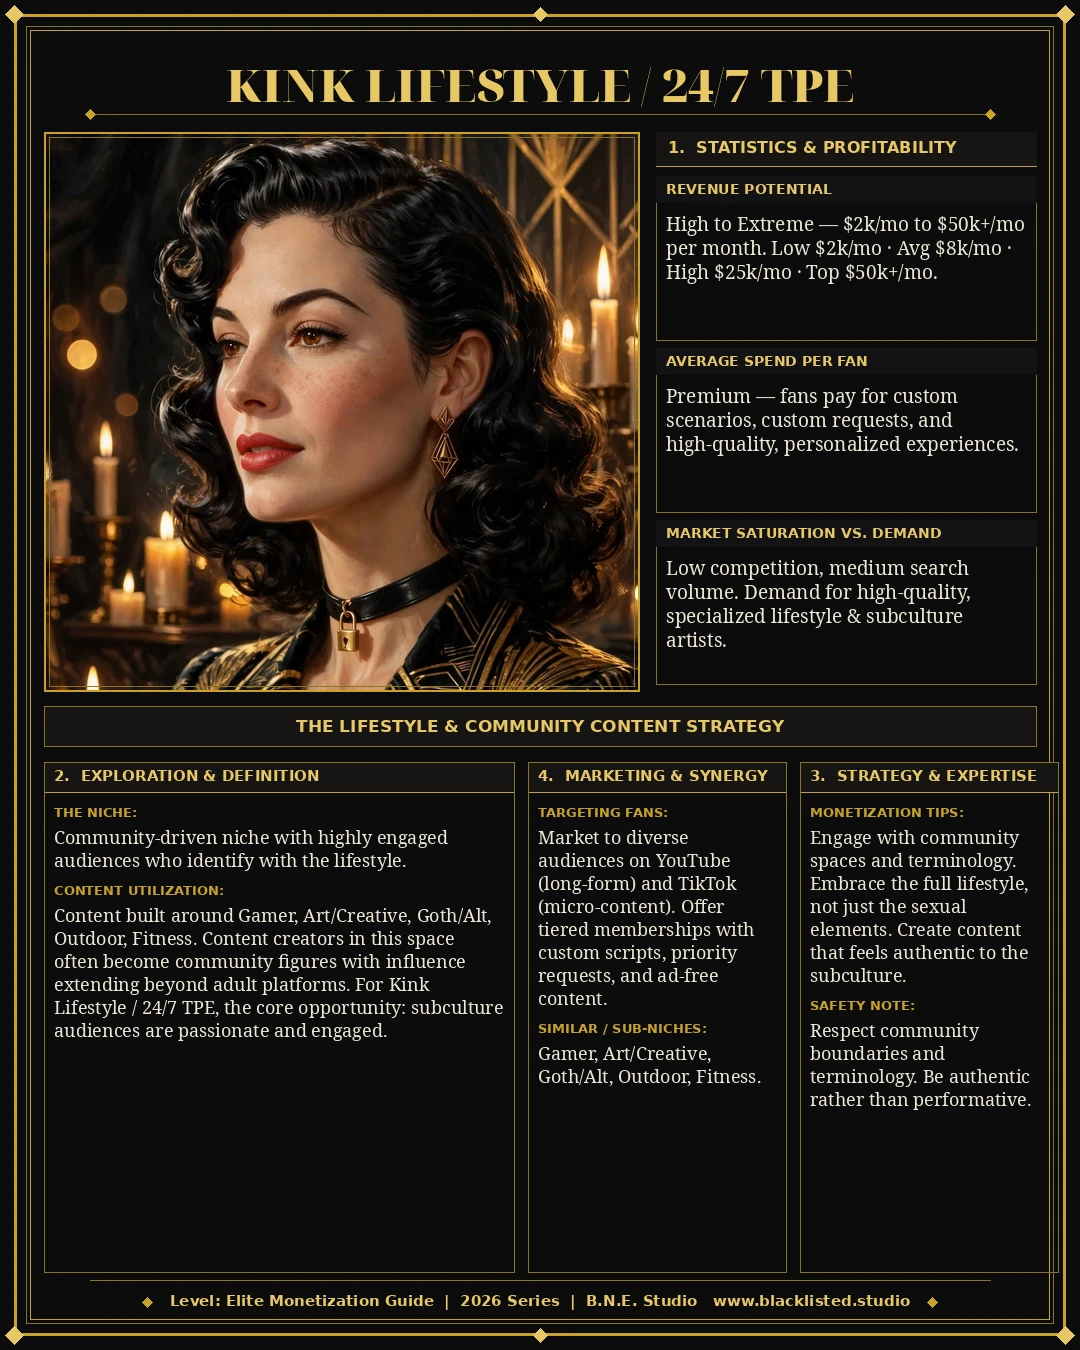 KINK LIFESTYLE / 24/7 TPE
1. STATISTICS & PROFITABILITY
REVENUE POTENTIAL
High to Extreme — $2k/mo to $50k+/mo
per month. Low $2k/mo · Avg $8k/mo ·
High $25k/mo · Top $50k+/mo.
AVERAGE SPEND PER FAN
Premium — fans pay for custom
scenarios, custom requests, and
high-quality, personalized experiences.
MARKET SATURATION VS. DEMAND
Low competition, medium search
volume. Demand for high-quality,
specialized lifestyle & subculture
artists.
THE LIFESTYLE & COMMUNITY CONTENT STRATEGY
2. EXPLORATION & DEFINITION
THE NICHE:
Community-driven niche with highly engaged
audiences who identify with the lifestyle.
CONTENT UTILIZATION:
Content built around Gamer, Art/Creative, Goth/Alt,
Outdoor, Fitness. Content creators in this space
often become community figures with influence
extending beyond adult platforms. For Kink
Lifestyle / 24/7 TPE, the core opportunity: subculture
audiences are passionate and engaged.
4. MARKETING & SYNERGY
TARGETING FANS:
Market to diverse
audiences on YouTube
(long-form) and TikTok
(micro-content). Offer
tiered memberships with
custom scripts, priority
requests, and ad-free
content.
SIMILAR / SUB-NICHES:
Gamer, Art/Creative,
Goth/Alt, Outdoor, Fitness.
3. STRATEGY & EXPERTISE
MONETIZATION TIPS:
Engage with community
spaces and terminology.
Embrace the full lifestyle,
not just the sexual
elements. Create content
that feels authentic to the
subculture.
SAFETY NOTE:
Respect community
boundaries and
terminology. Be authentic
rather than performative.
Level: Elite Monetization Guide | 2026 Series | B.N.E. Studio www.blacklisted.studio